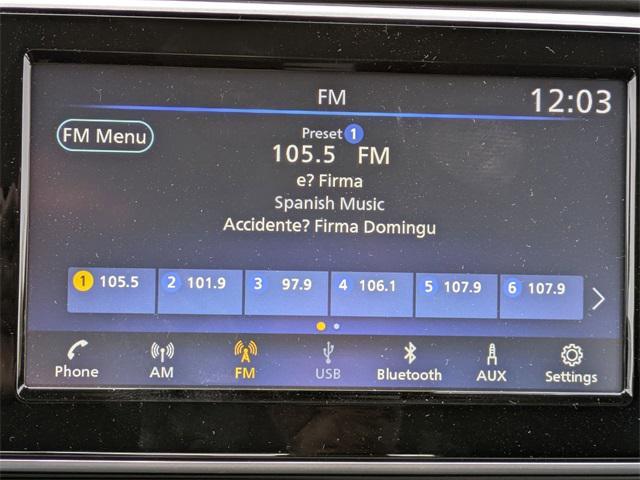 FM
12:03
FM Menu
Preset 1
105.5 FM
e? Firma
Spanish Music
Accidente? Firma Domingu
1 105.5 2 101.9 3 97.9 4 106.1 5 107.9 6 107.9
Phone AM FM USB Bluetooth AUX Settings